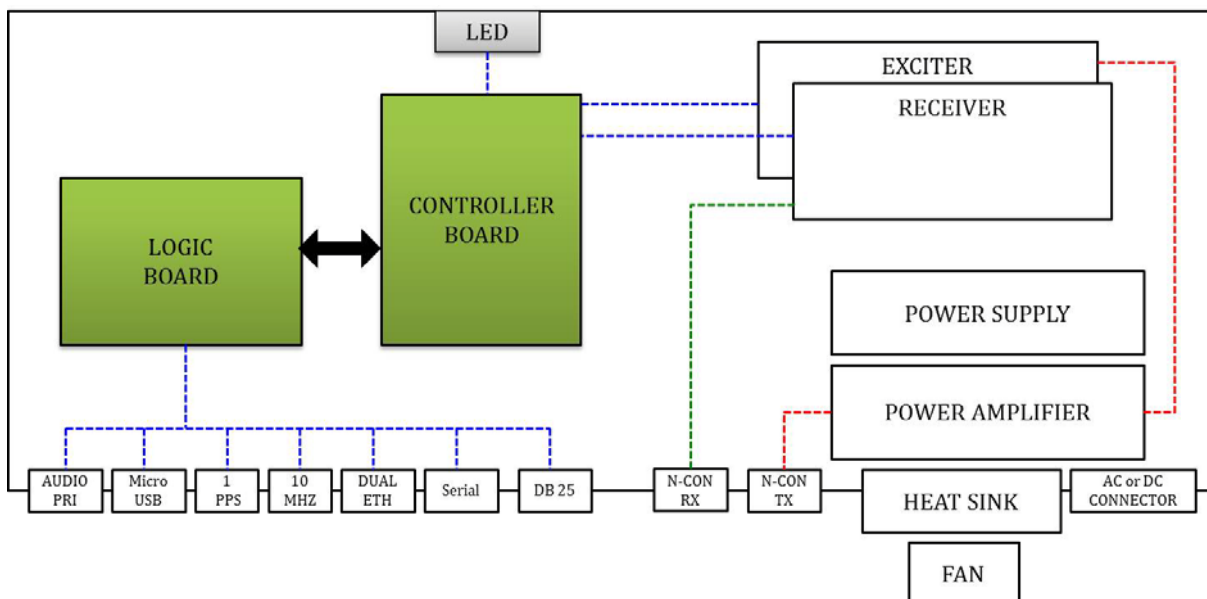 LED
EXCITER
RECEIVER
CONTROLLER
BOARD
LOGIC
BOARD
POWER SUPPLY
POWER AMPLIFIER
AUDIO
PRI
Micro
USB
1
PPS
10
MHZ
DUAL
ETH
Serial
DB 25
N-CON
RX
N-CON
TX
HEAT SINK
AC or DC
CONNECTOR
FAN